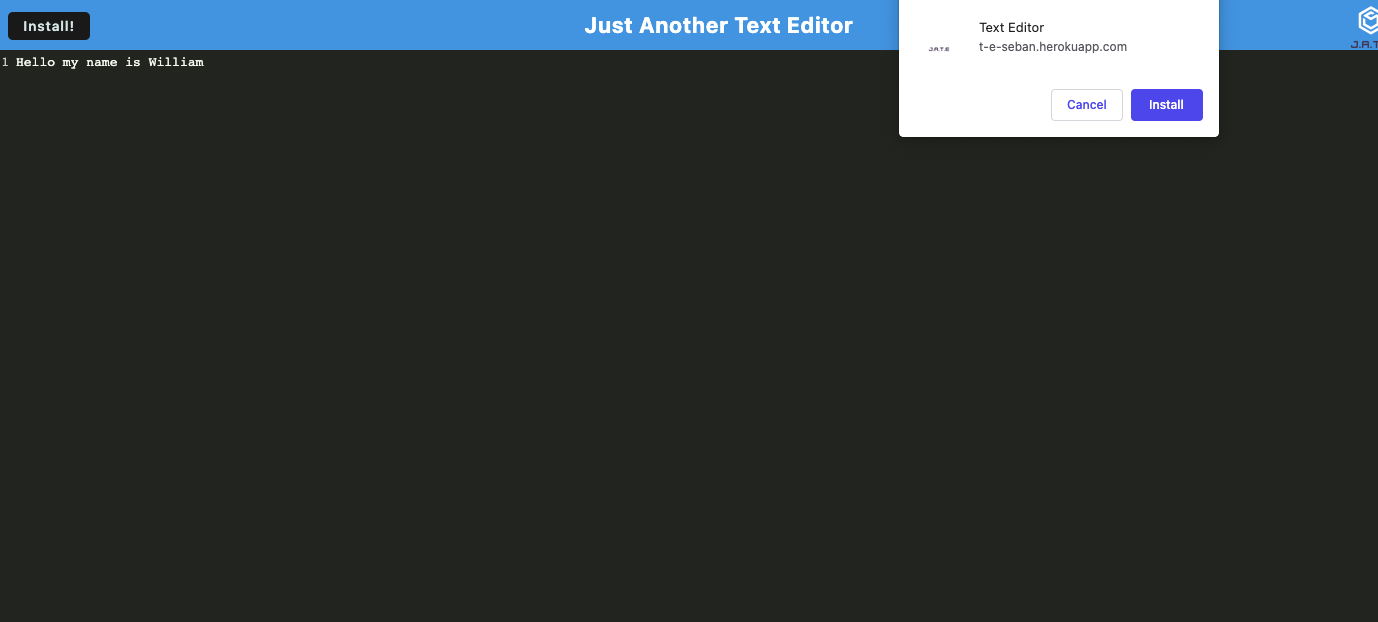 Install!
Just Another Text Editor
Text Editor
J.A.T.E
t-e-seban.herokuapp.com
J.A.T
Cancel
Install
1 Hello my name is William